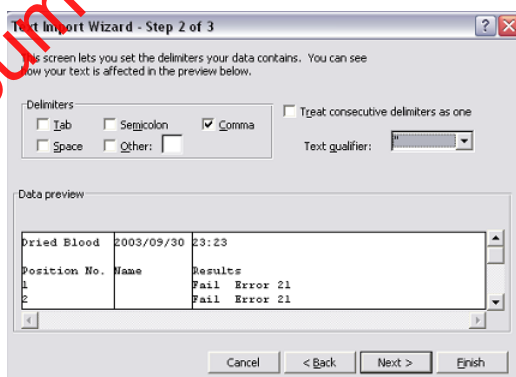 Text Import Wizard - Step 2 of 3
This screen lets you set the delimiters your data contains. You can see
how your text is affected in the preview below.
Delimiters
Tab Semicolon Comma
Space Other:
Treat consecutive delimiters as one
Text qualifier: "
Data preview
Dried Blood 2003/09/30 23:23
Position No. Name Results
1 Fail Error 21
2 Fail Error 21
Cancel < Back Next > Finish